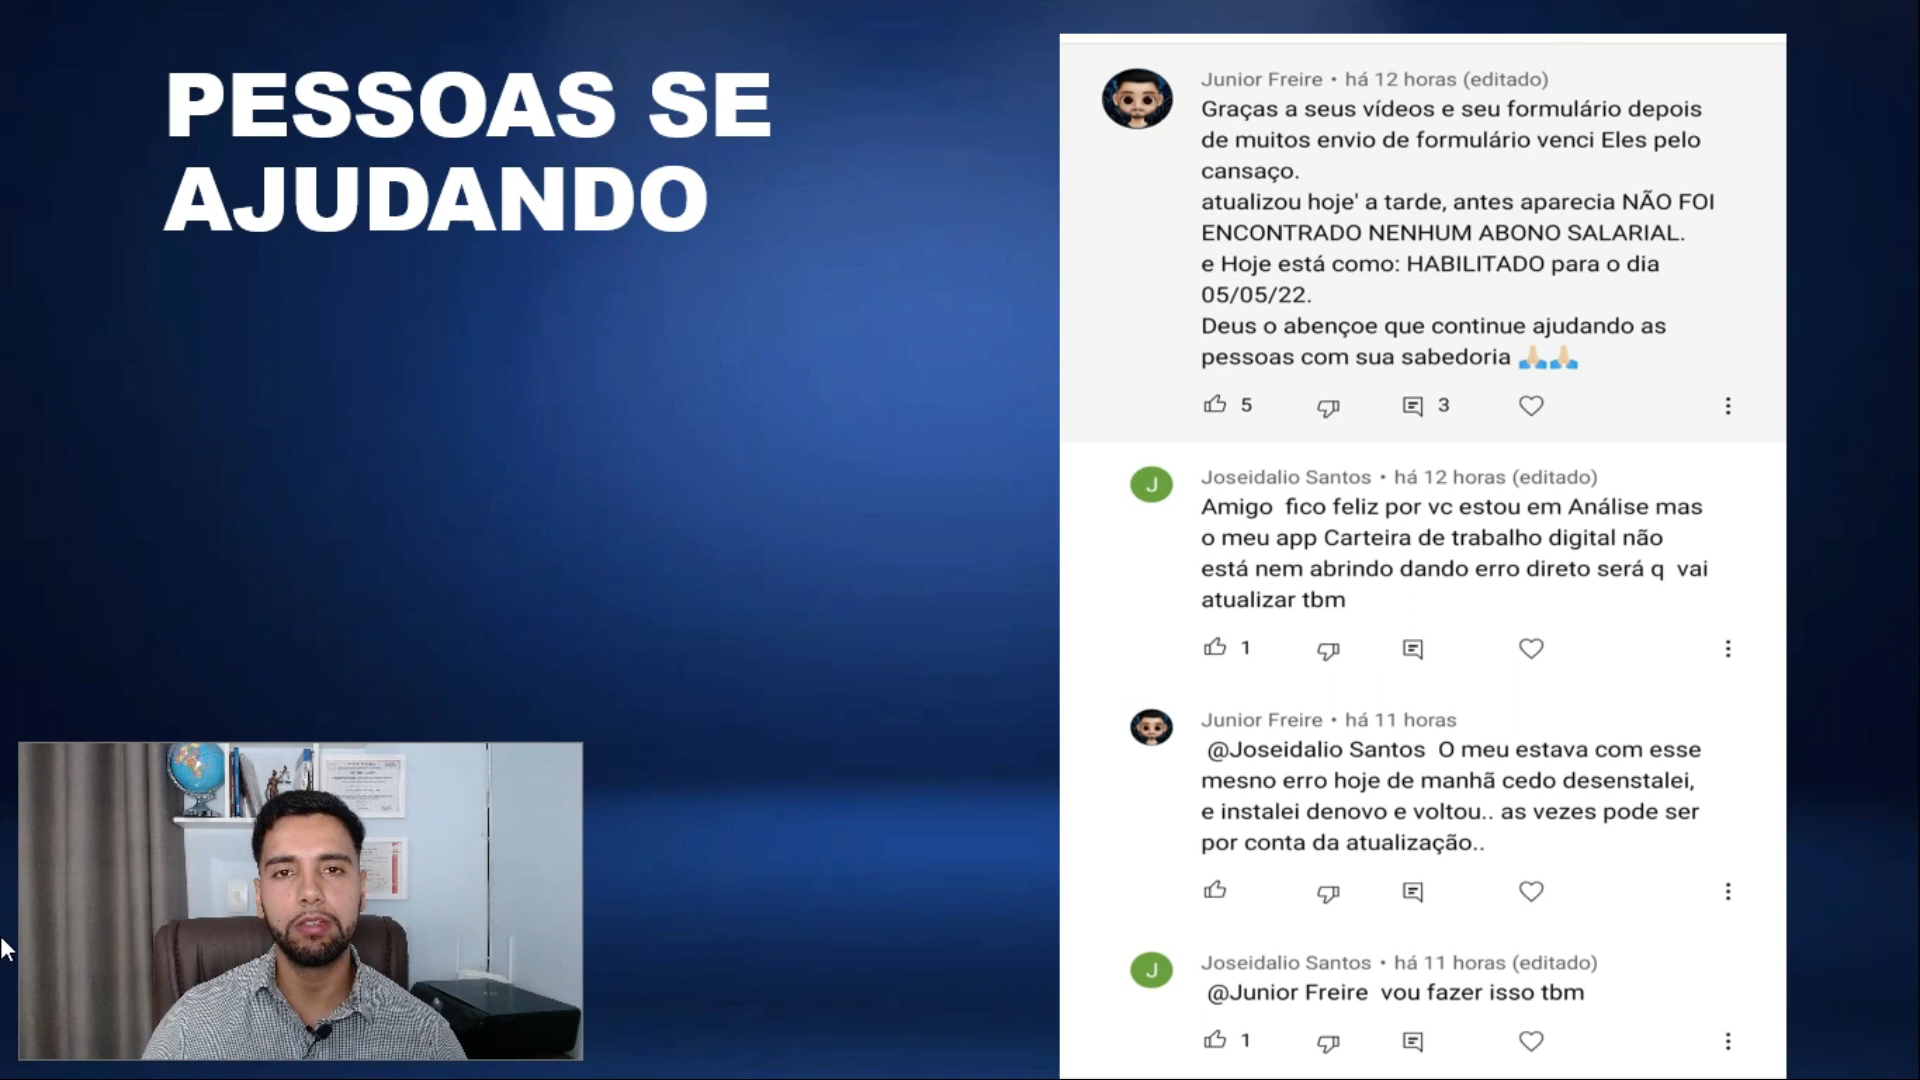 PESSOAS SE
AJUDANDO
Junior Freire • há 12 horas (editado)
Graças a seus vídeos e seu formulário depois
de muitos envio de formulário venci Eles pelo
cansaço.
atualizou hoje' a tarde, antes aparecia NÃO FOI
ENCONTRADO NENHUM ABONO SALARIAL.
e Hoje está como: HABILITADO para o dia
05/05/22.
Deus o abençoe que continue ajudando as
pessoas com sua sabedoria 🙏🏼🙏🏼
5 3
J
Joseidalio Santos • há 12 horas (editado)
Amigo fico feliz por vc estou em Análise mas
o meu app Carteira de trabalho digital não
está nem abrindo dando erro direto será q vai
atualizar tbm
1
Junior Freire • há 11 horas
@Joseidalio Santos O meu estava com esse
mesno erro hoje de manhã cedo desenstalei,
e instalei denovo e voltou.. as vezes pode ser
por conta da atualização..
J
Joseidalio Santos • há 11 horas (editado)
@Junior Freire vou fazer isso tbm
1